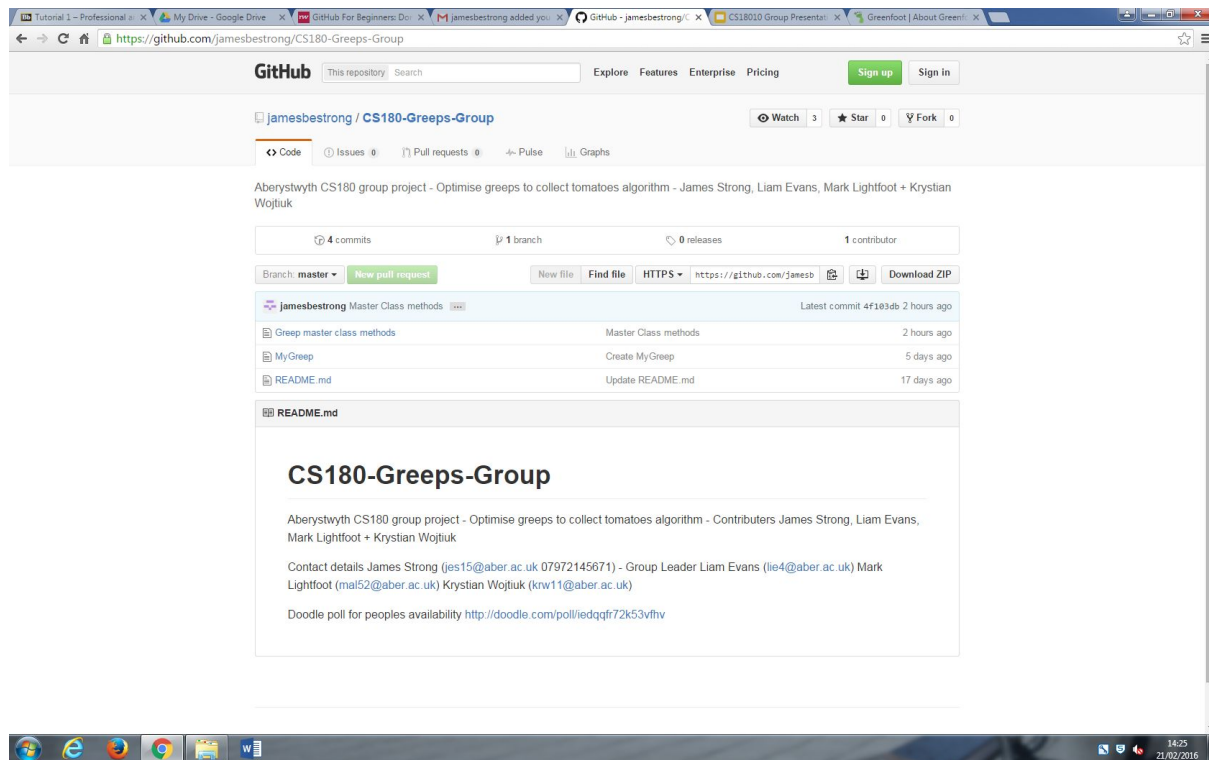 Tutorial 1 – Professional a
My Drive - Google Drive
GitHub For Beginners: Do
jamesbestrong added you
GitHub - jamesbestrong/C
CS18010 Group Presentat
Greenfoot | About Greenf
https://github.com/jamesbestrong/CS180-Greeps-Group
GitHub This repository Search Explore Features Enterprise Pricing Sign up Sign in
jamesbestrong / CS180-Greeps-Group Watch 3 Star 0 Fork 0
<> Code Issues 0 Pull requests 0 Pulse Graphs
Aberystwyth CS180 group project - Optimise greeps to collect tomatoes algorithm - James Strong, Liam Evans, Mark Lightfoot + Krystian
Wojtiuk
4 commits 1 branch 0 releases 1 contributor
Branch: master New pull request New file Find file HTTPS https://github.com/jamesb Download ZIP
jamesbestrong Master Class methods ... Latest commit 4f103db 2 hours ago
Greep master class methods Master Class methods 2 hours ago
MyGreep Create MyGreep 5 days ago
README.md Update README.md 17 days ago
README.md
CS180-Greeps-Group
Aberystwyth CS180 group project - Optimise greeps to collect tomatoes algorithm - Contributers James Strong, Liam Evans,
Mark Lightfoot + Krystian Wojtiuk
Contact details James Strong (jes15@aber.ac.uk 07972145671) - Group Leader Liam Evans (lie4@aber.ac.uk) Mark
Lightfoot (mal52@aber.ac.uk) Krystian Wojtiuk (krw11@aber.ac.uk)
Doodle poll for peoples availability http://doodle.com/poll/iedqqfr72k53vfhv
14:25
21/02/2016